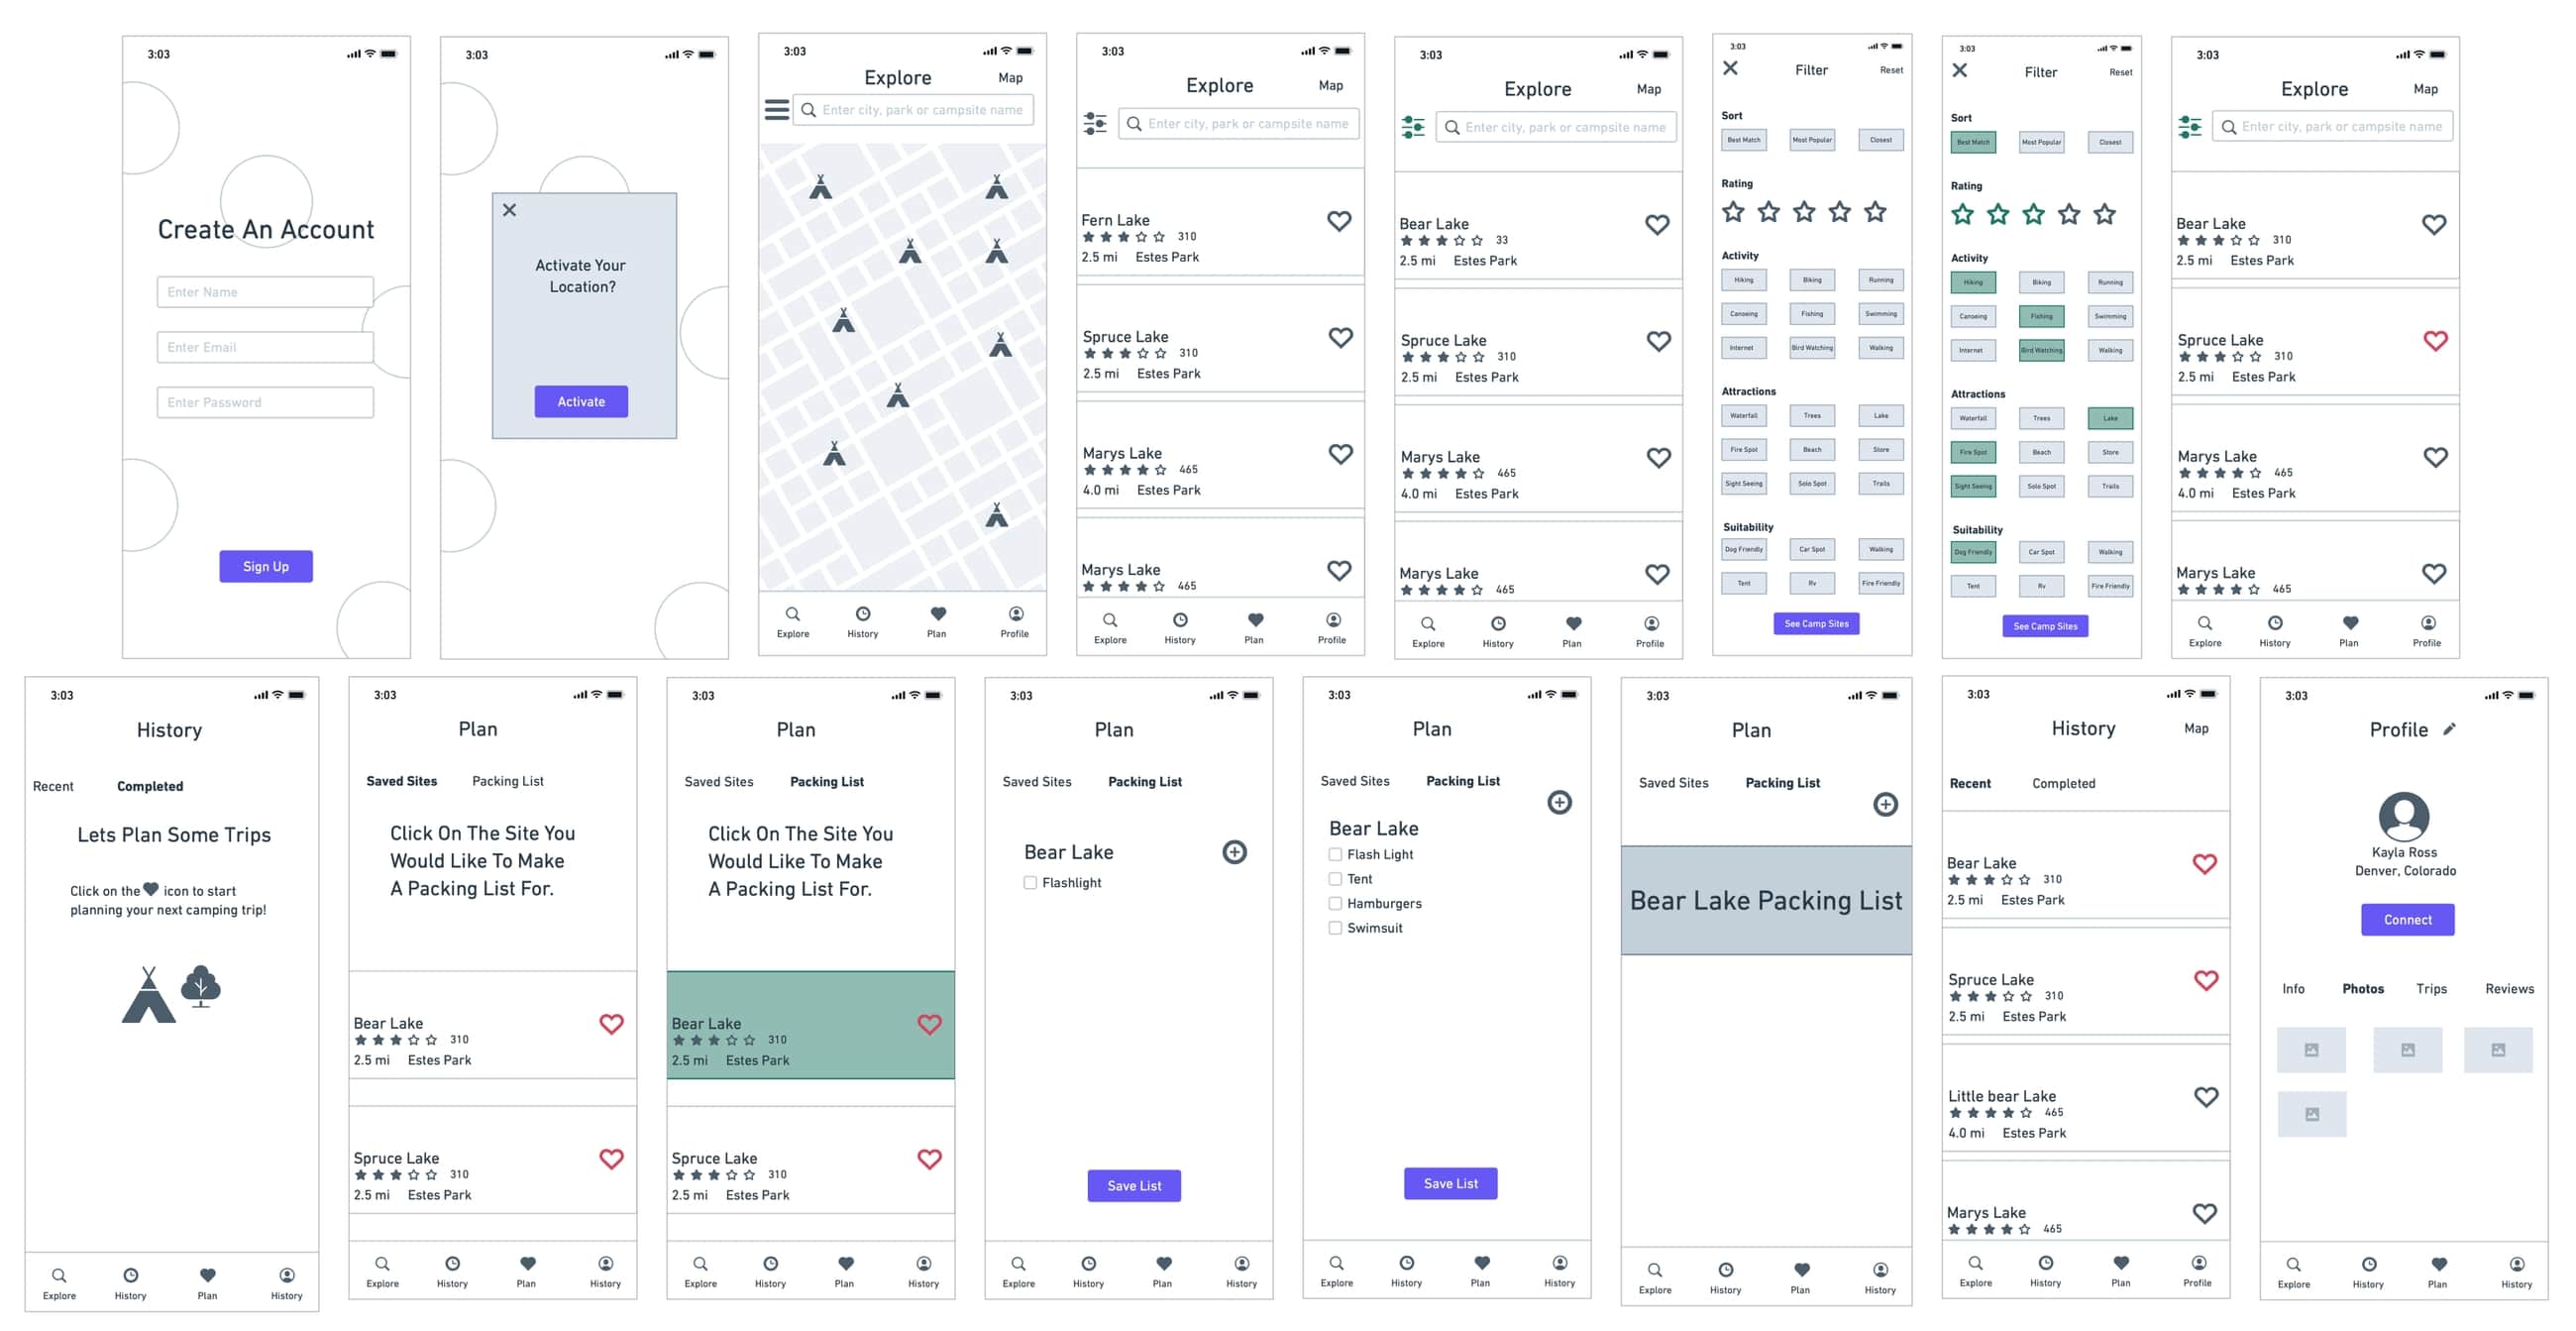 3:03
Create An Account
Enter Name
Enter Email
Enter Password
Sign Up
3:03
Activate Your
Location?
Activate
3:03
Explore Map
Enter city, park or campsite name
Explore History Plan Profile
3:03
Explore Map
Enter city, park or campsite name
Fern Lake
310
2.5 mi Estes Park
Spruce Lake
310
2.5 mi Estes Park
Marys Lake
465
4.0 mi Estes Park
Marys Lake
465
Explore History Plan Profile
3:03
Explore Map
Enter city, park or campsite name
Bear Lake
33
2.5 mi Estes Park
Spruce Lake
310
2.5 mi Estes Park
Marys Lake
465
4.0 mi Estes Park
Marys Lake
465
Explore History Plan Profile
3:03
Filter Reset
Sort
Best Match Most Popular Closest
Rating
Activity
Hiking Biking Running
Canoeing Fishing Swimming
Internet Bird Watching Walking
Attractions
Waterfall Trees Lake
Fire Spot Beach Store
Sight Seeing Solo Spot Trails
Suitability
Dog Friendly Car Spot Walking
Tent Rv Fire Friendly
See Camp Sites
3:03
Filter Reset
Sort
Best Match Most Popular Closest
Rating
Activity
Hiking Biking Running
Canoeing Fishing Swimming
Internet Bird Watching Walking
Attractions
Waterfall Trees Lake
Fire Spot Beach Store
Sight Seeing Solo Spot Trails
Suitability
Dog Friendly Car Spot Walking
Tent Rv Fire Friendly
See Camp Sites
3:03
Explore Map
Enter city, park or campsite name
Bear Lake
310
2.5 mi Estes Park
Spruce Lake
310
2.5 mi Estes Park
Marys Lake
465
4.0 mi Estes Park
Marys Lake
465
Explore History Plan Profile
3:03
History
Recent Completed
Lets Plan Some Trips
Click on the icon to start
planning your next camping trip!
Explore History Plan History
3:03
Plan
Saved Sites Packing List
Click On The Site You
Would Like To Make
A Packing List For.
Bear Lake
310
2.5 mi Estes Park
Spruce Lake
310
2.5 mi Estes Park
Explore History Plan History
3:03
Plan
Saved Sites Packing List
Click On The Site You
Would Like To Make
A Packing List For.
Bear Lake
310
2.5 mi Estes Park
Spruce Lake
310
2.5 mi Estes Park
Explore History Plan History
3:03
Plan
Saved Sites Packing List
Bear Lake
Flashlight
Save List
Explore History Plan History
3:03
Plan
Saved Sites Packing List
Bear Lake
Flash Light
Tent
Hamburgers
Swimsuit
Save List
Explore History Plan History
3:03
Plan
Saved Sites Packing List
Bear Lake Packing List
Explore History Plan History
3:03
History Map
Recent Completed
Bear Lake
310
2.5 mi Estes Park
Spruce Lake
310
2.5 mi Estes Park
Little bear Lake
465
4.0 mi Estes Park
Marys Lake
465
Explore History Plan Profile
3:03
Profile
Kayla Ross
Denver, Colorado
Connect
Info Photos Trips Reviews
Explore History Plan History